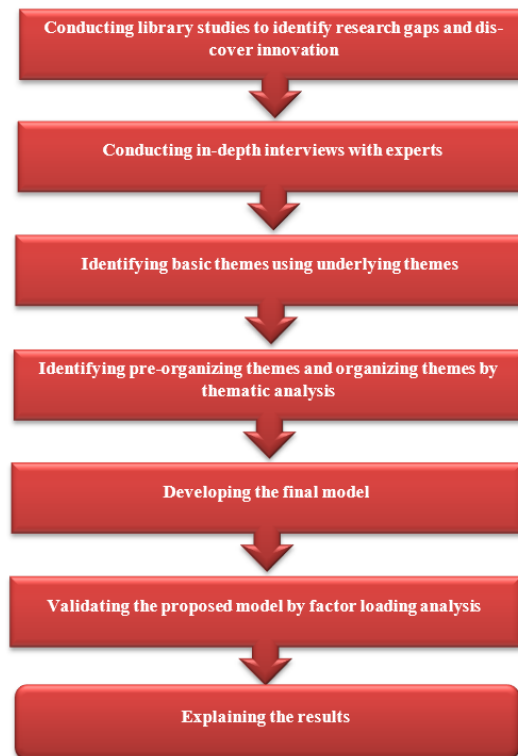 Conducting library studies to identify research gaps and dis-
cover innovation
Conducting in-depth interviews with experts
Identifying basic themes using underlying themes
Identifying pre-organizing themes and organizing themes by
thematic analysis
Developing the final model
Validating the proposed model by factor loading analysis
Explaining the results